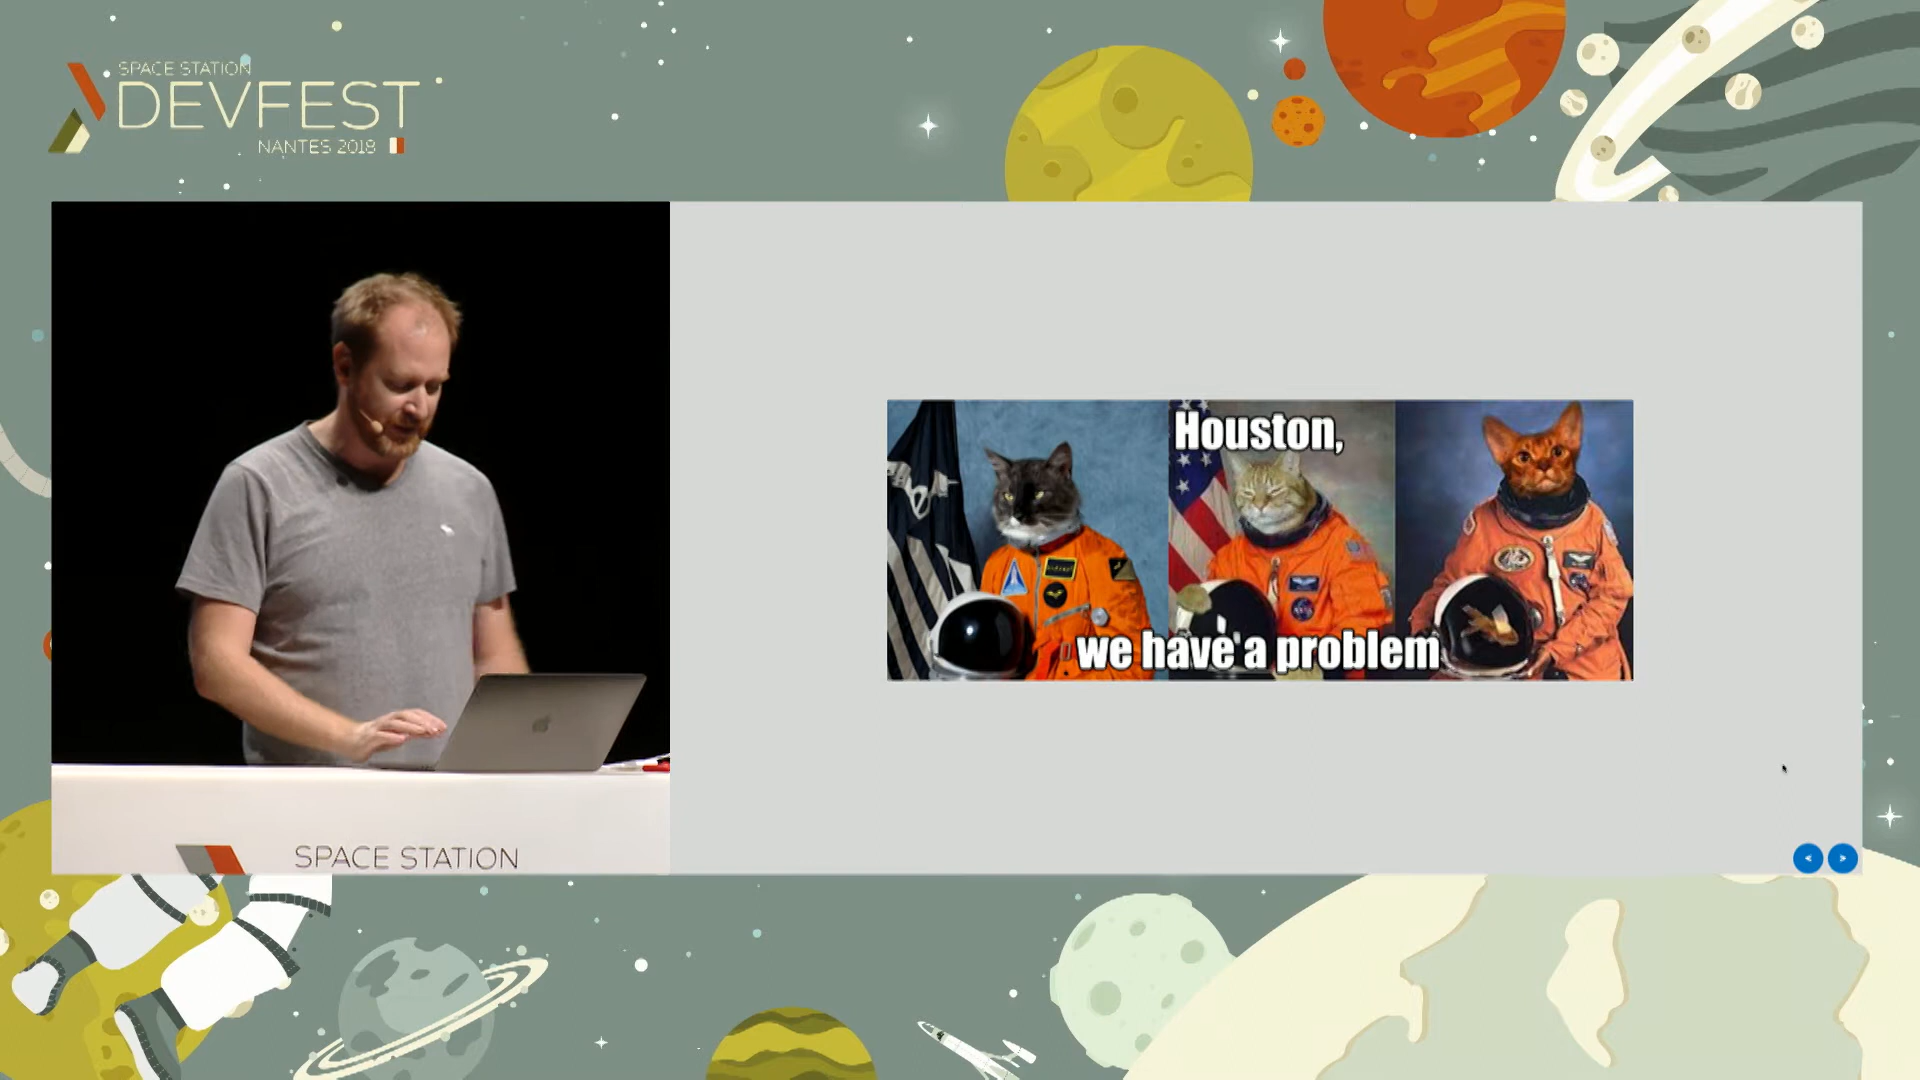 SPACE STATION
DEVFEST
NANTES 2018
Houston,
we have a problem
SPACE STATION